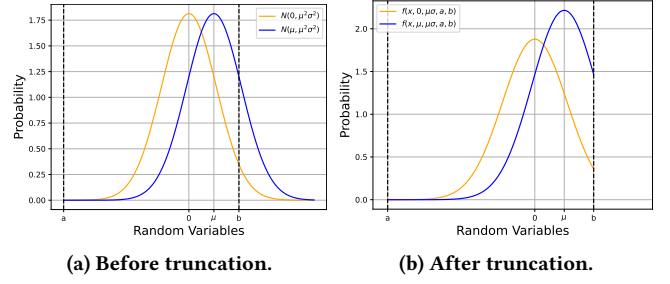 N(0, μ²σ²)
N(μ, μ²σ²)
1.75
1.50
1.25
1.00
0.75
0.50
0.25
0.00
Probability
a
0
μ
b
Random Variables
(a) Before truncation.
f(x, 0, μσ, a, b)
f(x, μ, μσ, a, b)
2.0
1.5
1.0
0.5
0.0
Probability
a
0
μ
b
Random Variables
(b) After truncation.